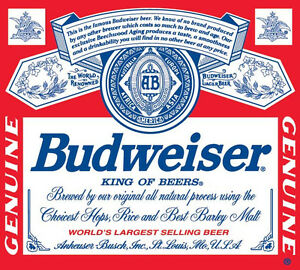 This is the famous Budweiser beer. We know of no brand produced
by any other brewer which costs so much to brew and age. Our
exclusive Beechwood Aging produces a taste, a smoothness
and a drinkability you will find in no other beer at any price.
THE WORLD
RENOWNED
BUDWEISER
LAGER BEER
AB
AMERICA
GENUINE
GENUINE
Budweiser®
KING OF BEERS®
Brewed by our original all natural process using the
Choicest Hops, Rice and Best Barley Malt
WORLD'S LARGEST SELLING BEER
Anheuser-Busch, Inc., St. Louis, Mo., U.S.A.
®